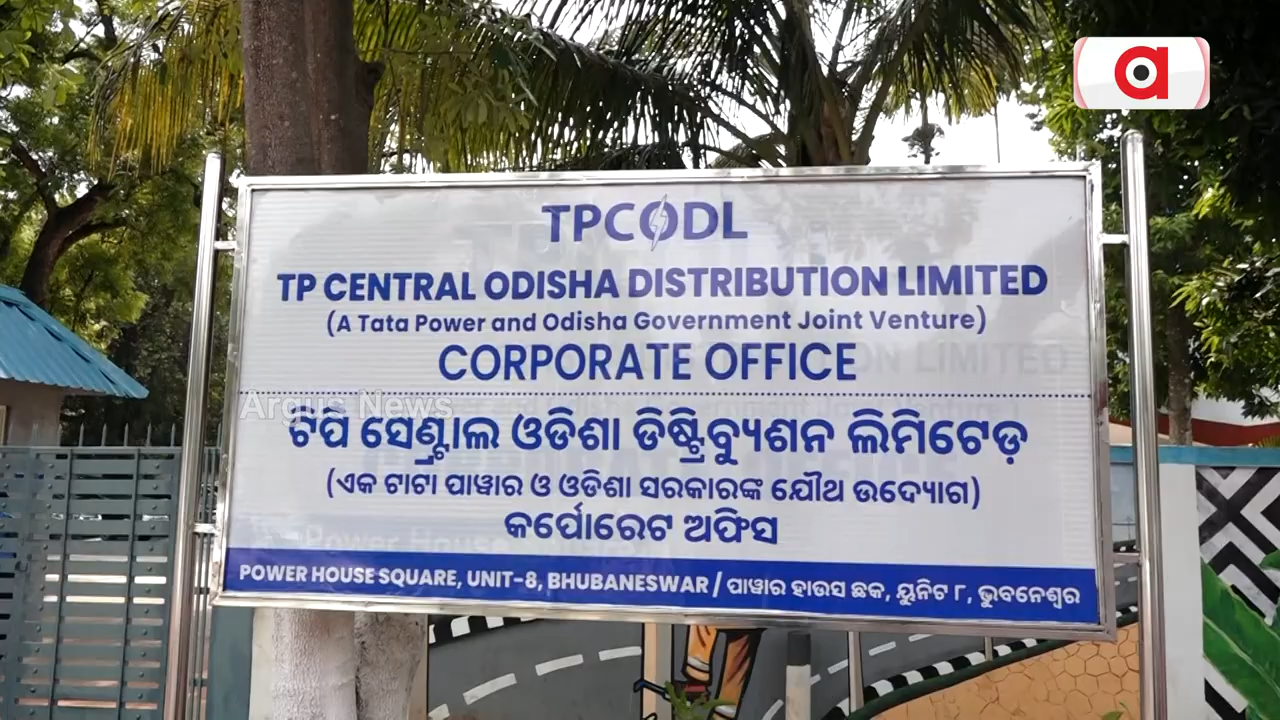 TPCODL
TP CENTRAL ODISHA DISTRIBUTION LIMITED
(A Tata Power and Odisha Government Joint Venture)
CORPORATE OFFICE
Argus News
ଟିପି ସେଣ୍ଟ୍ରାଲ ଓଡିଶା ଡିଷ୍ଟ୍ରିବ୍ୟୁଶନ ଲିମିଟେଡ଼
(ଏକ ଟାଟା ପାୱାର ଓ ଓଡିଶା ସରକାରଙ୍କ ଯୌଥ ଉଦ୍ୟୋଗ)
କର୍ପୋରେଟ ଅଫିସ
POWER HOUSE SQUARE, UNIT-8, BHUBANESWAR / ପାୱାର ହାଉସ ଛକ, ୟୁନିଟ ୮, ଭୁବନେଶ୍ୱର